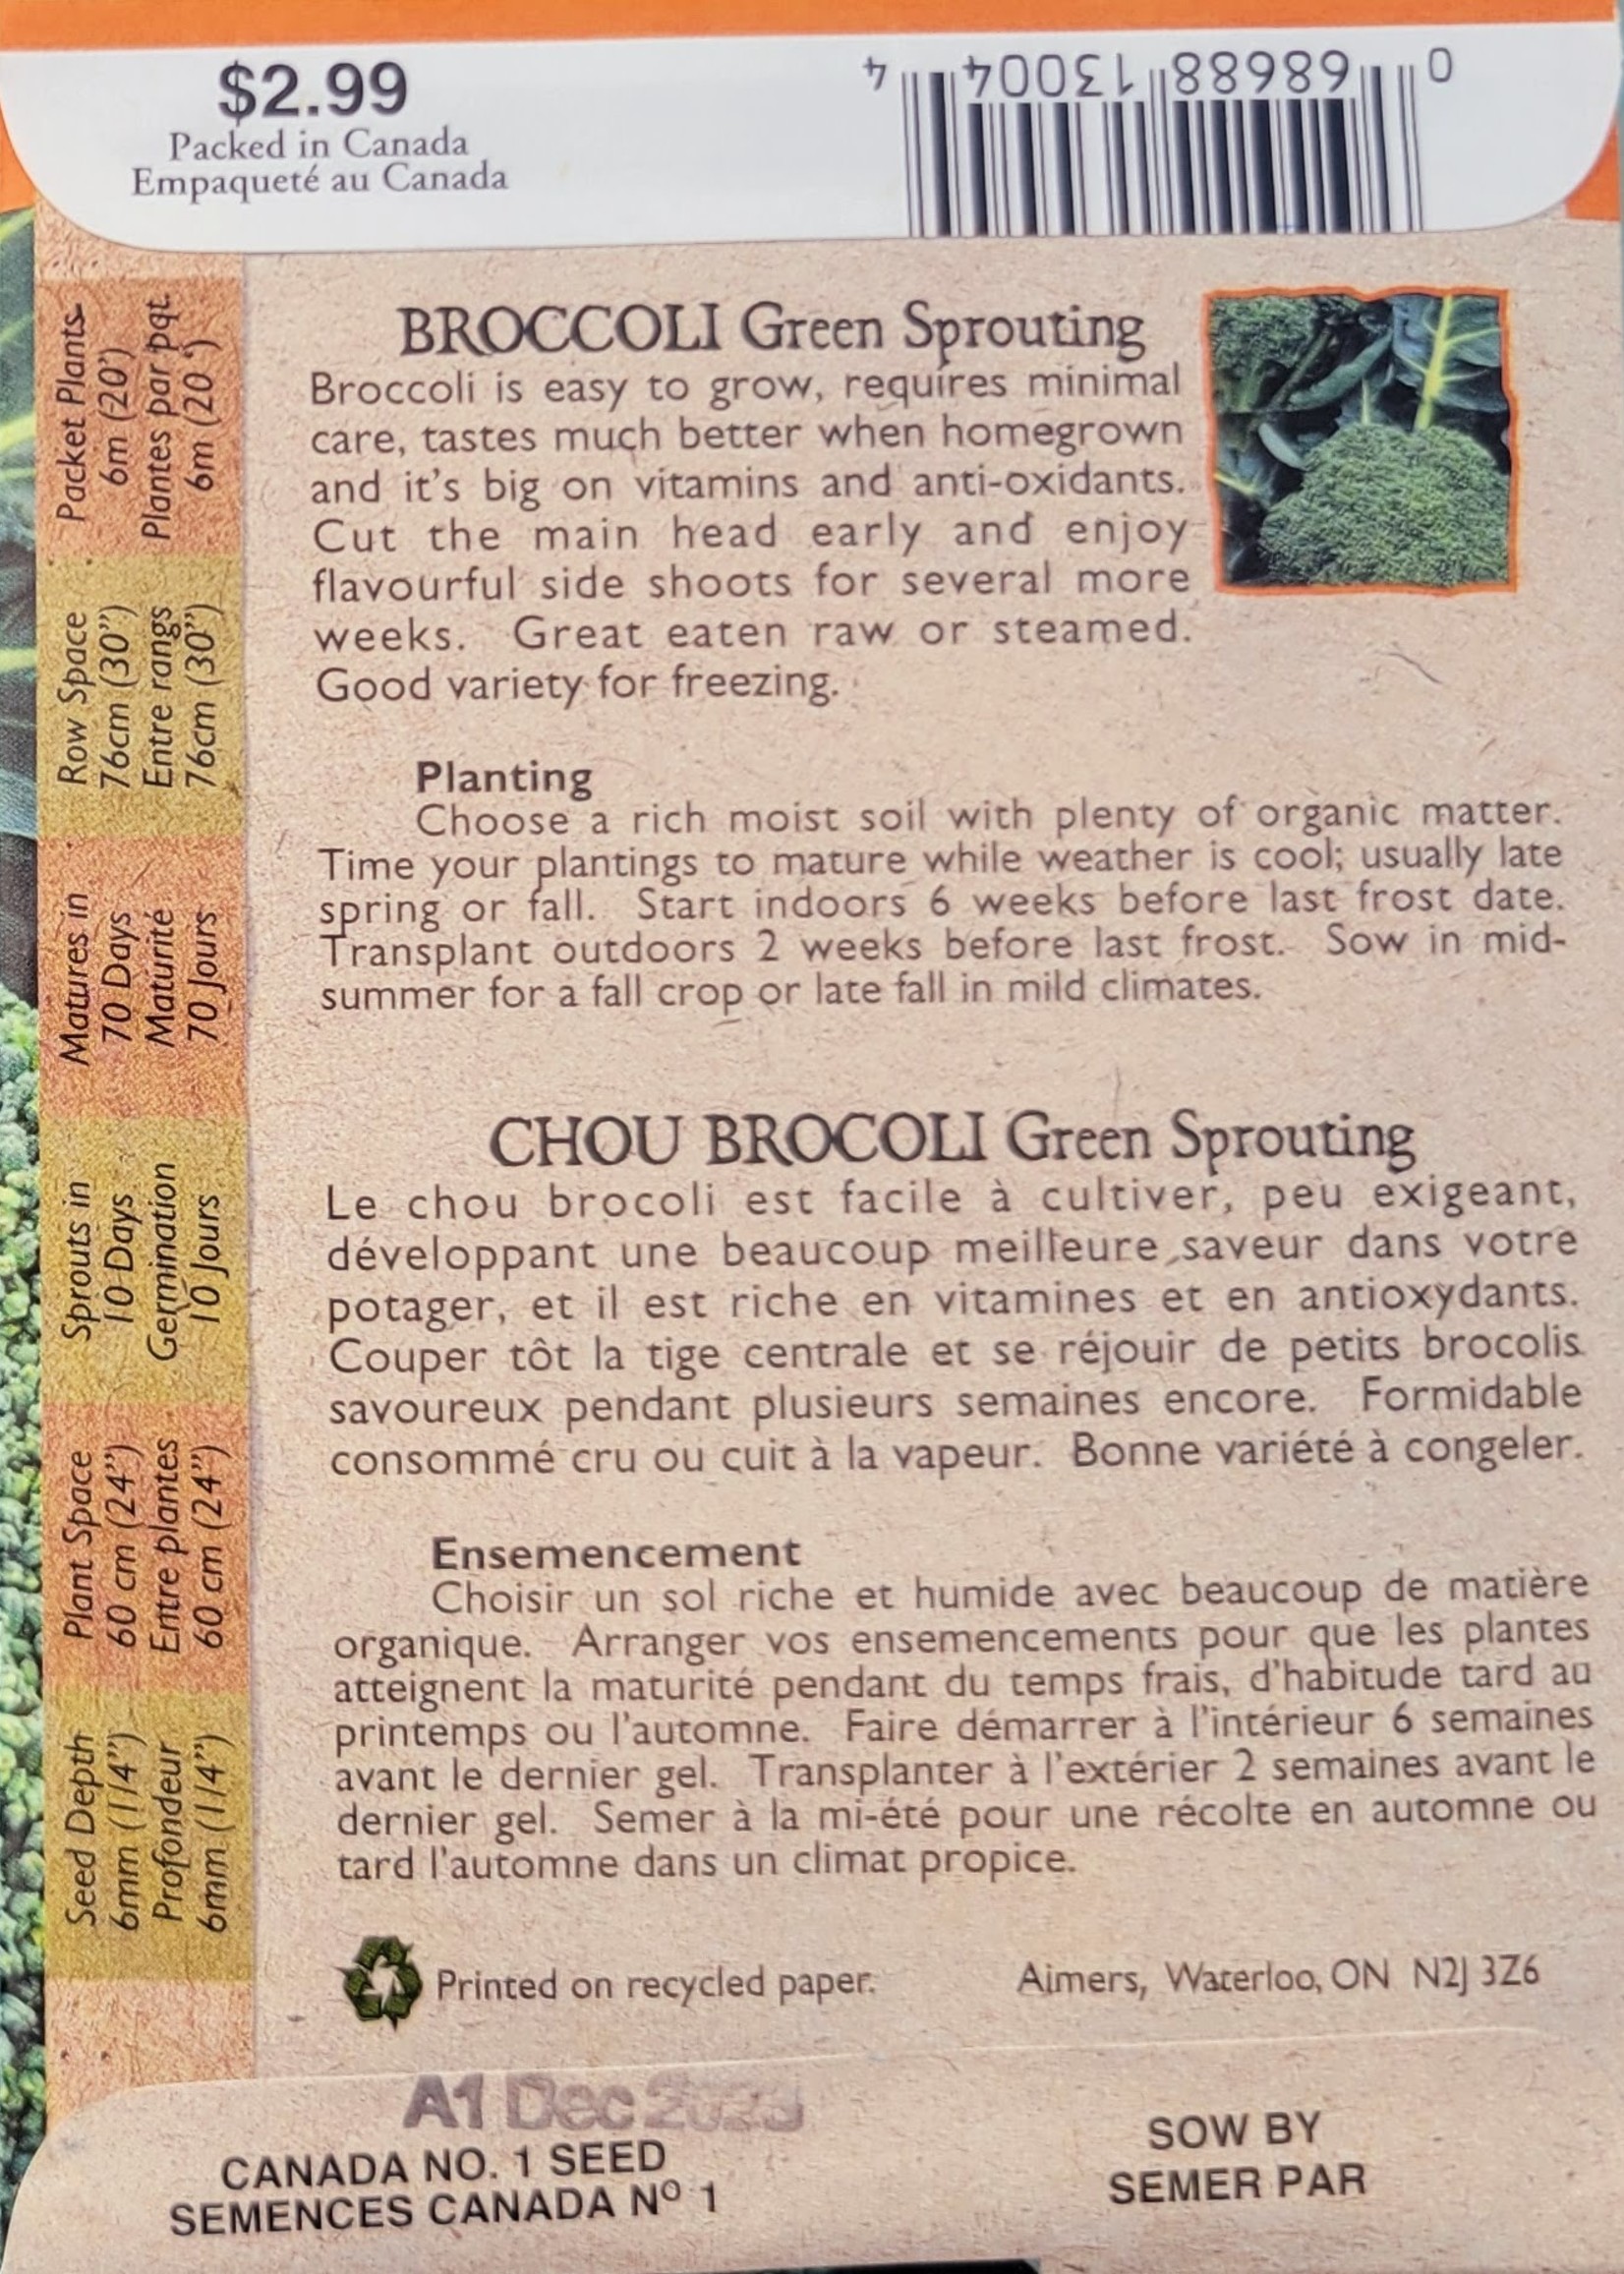 $2.99
Packed in Canada
Empaqueté au Canada
0 68688 13004 4
Packet Plants
6m (20")
Plantes par pqt.
6m (20")
Row Space
76cm (30")
Entre rangs
76cm (30")
Matures in
70 Days
Maturité
70 Jours
Sprouts in
10 Days
Germination
10 Jours
Plant Space
60 cm (24")
Entre plantes
60 cm (24")
Seed Depth
6mm (1/4")
Profondeur
6mm (1/4")
BROCCOLI Green Sprouting
Broccoli is easy to grow, requires minimal
care, tastes much better when homegrown
and it's big on vitamins and anti-oxidants.
Cut the main head early and enjoy
flavourful side shoots for several more
weeks. Great eaten raw or steamed.
Good variety for freezing.
Planting
Choose a rich moist soil with plenty of organic matter.
Time your plantings to mature while weather is cool; usually late
spring or fall. Start indoors 6 weeks before last frost date.
Transplant outdoors 2 weeks before last frost. Sow in mid-
summer for a fall crop or late fall in mild climates.
CHOU BROCOLI Green Sprouting
Le chou brocoli est facile à cultiver, peu exigeant,
développant une beaucoup meilleure saveur dans votre
potager, et il est riche en vitamines et en antioxydants.
Couper tôt la tige centrale et se réjouir de petits brocolis
savoureux pendant plusieurs semaines encore. Formidable
consommé cru ou cuit à la vapeur. Bonne variété à congeler.
Ensemencement
Choisir un sol riche et humide avec beaucoup de matière
organique. Arranger vos ensemencements pour que les plantes
atteignent la maturité pendant du temps frais, d'habitude tard au
printemps ou l'automne. Faire démarrer à l'intérieur 6 semaines
avant le dernier gel. Transplanter à l'extérier 2 semaines avant le
dernier gel. Semer à la mi-été pour une récolte en automne ou
tard l'automne dans un climat propice.
Printed on recycled paper.
Aimers, Waterloo, ON N2J 3Z6
A1 Dec 2023
CANADA NO. 1 SEED
SEMENCES CANADA Nº 1
SOW BY
SEMER PAR